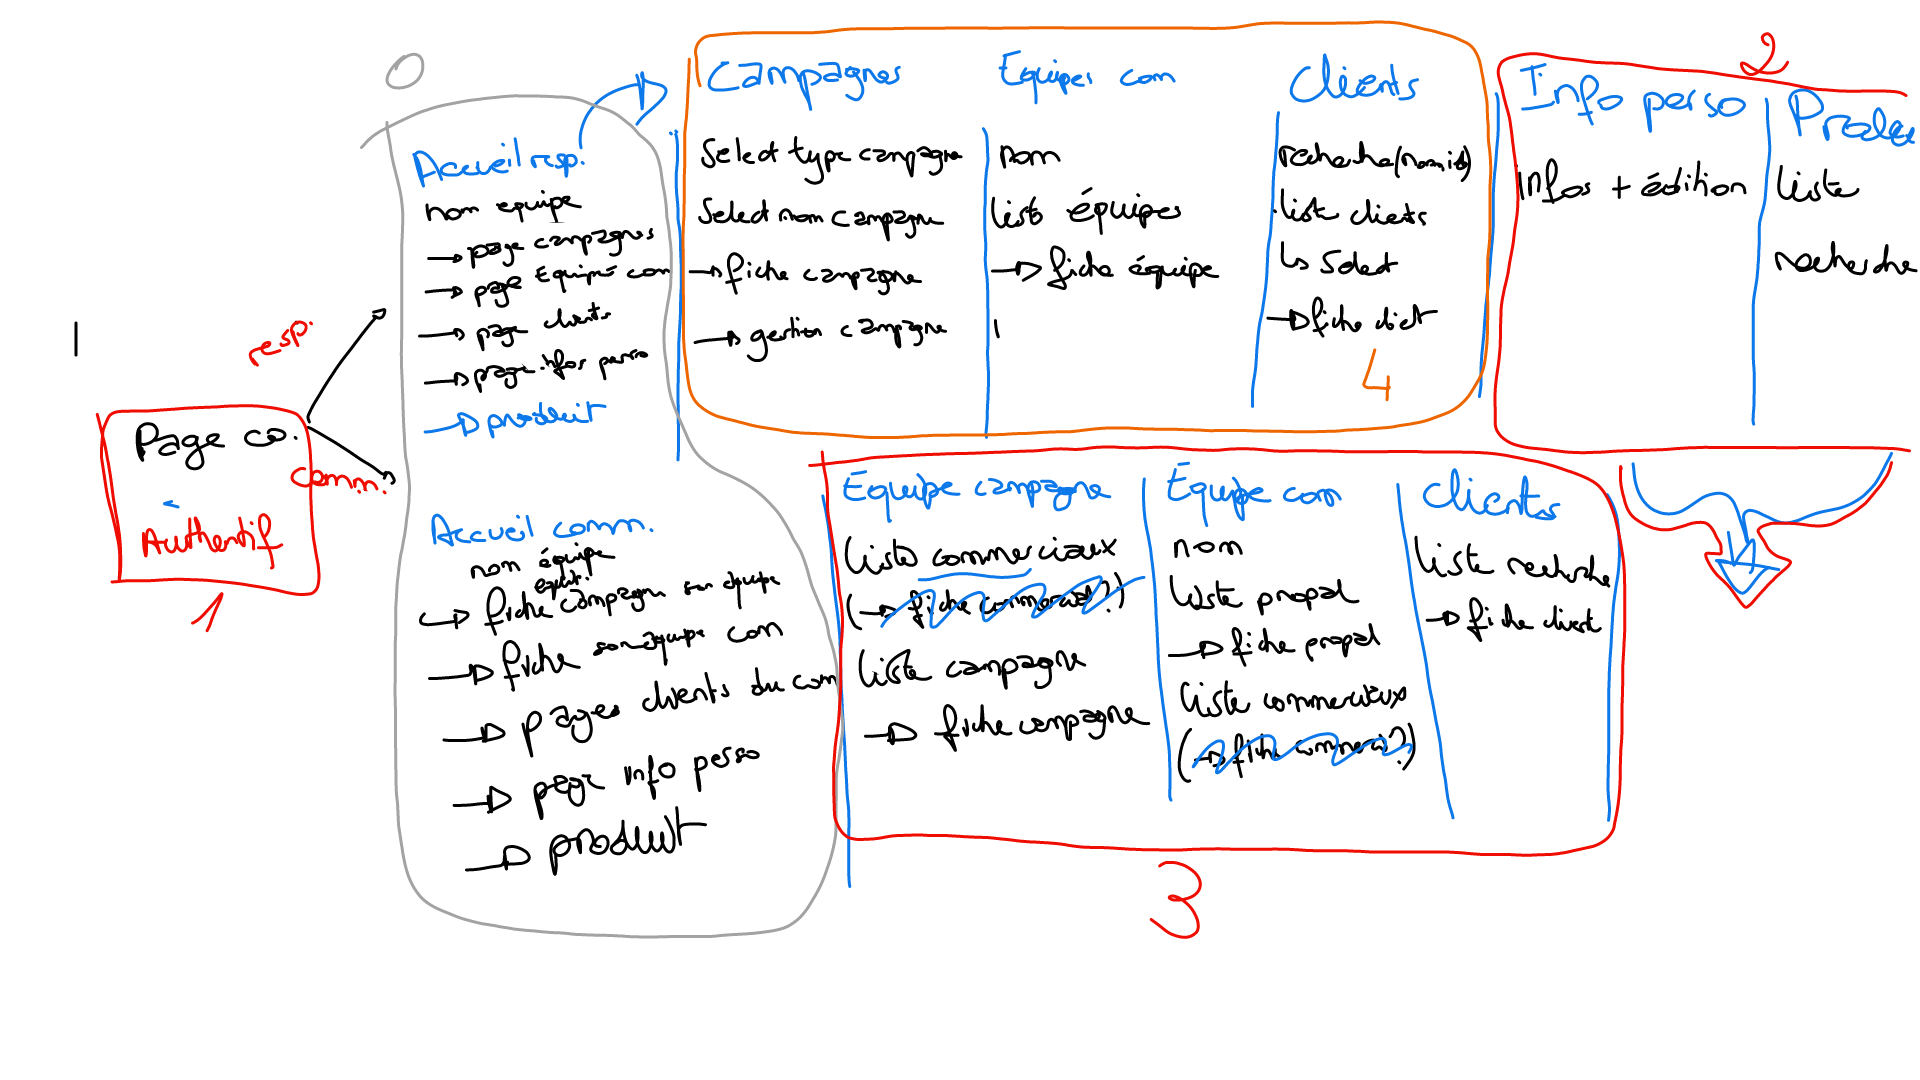 0
Accueil resp.
nom equipe
→ page campagnes
→ page Equipe com
→ page clients
→ page infos perso
→ produit
Campagnes
Select type campagne
Select nom campagne
→ fiche campagne
→ gestion campagne
Equipes com
nom
liste équipes
→ fiche équipe
Clients
recherche (nom, id)
liste clients
↳ Select
→ fiche client
4
2
Info perso
Infos + édition
Produ
liste
recherche
resp.
Page co.
Authentif
1
comm.
Accueil comm.
nom équipe
→ fiche campagne son équipe
→ fiche son équipe com
→ pages clients du com
→ page info perso
→ produit
Equipe campagne
liste commerciaux
(→ fiche commercial?)
liste campagne
→ fiche campagne
Equipe com
nom
liste propal
→ fiche propal
liste commerciaux
(→ fiche commerci?)
Clients
liste recherche
→ fiche client
3